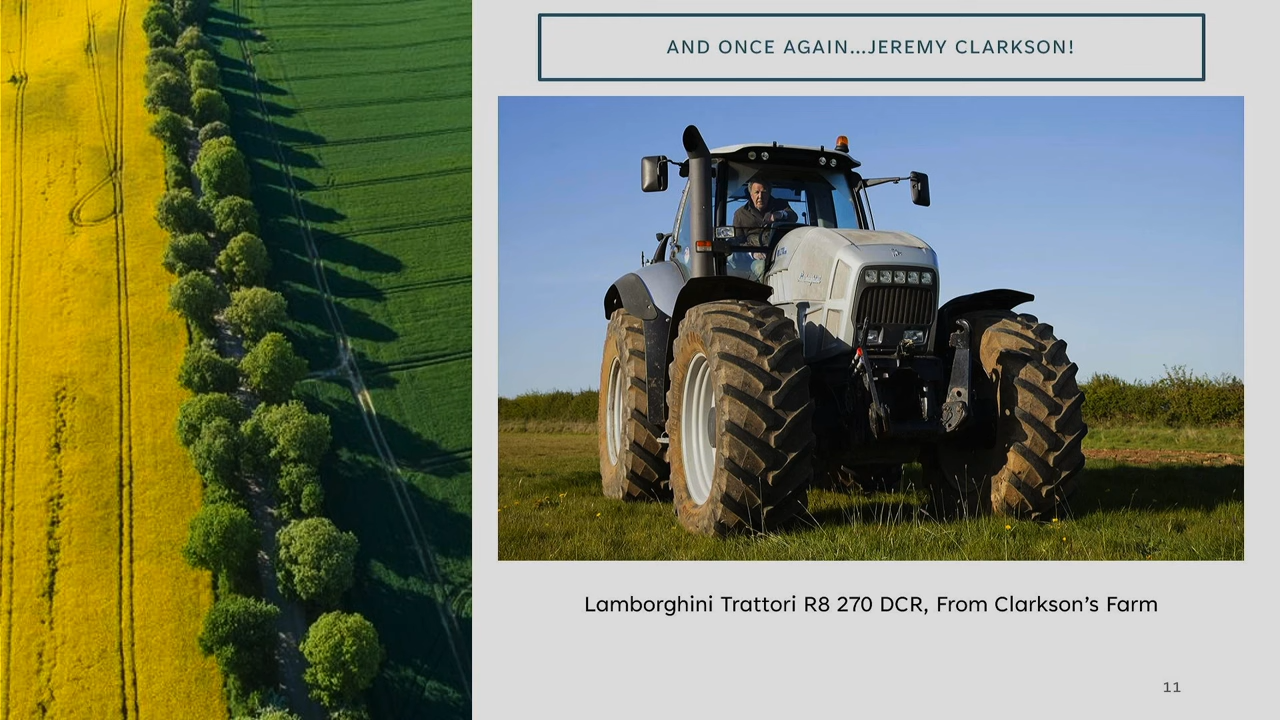 AND ONCE AGAIN...JEREMY CLARKSON!
Lamborghini Trattori R8 270 DCR, From Clarkson's Farm
11